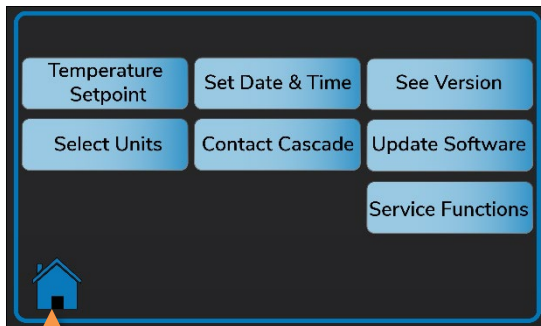 Temperature
Setpoint
Set Date & Time
See Version
Select Units
Contact Cascade
Update Software
Service Functions